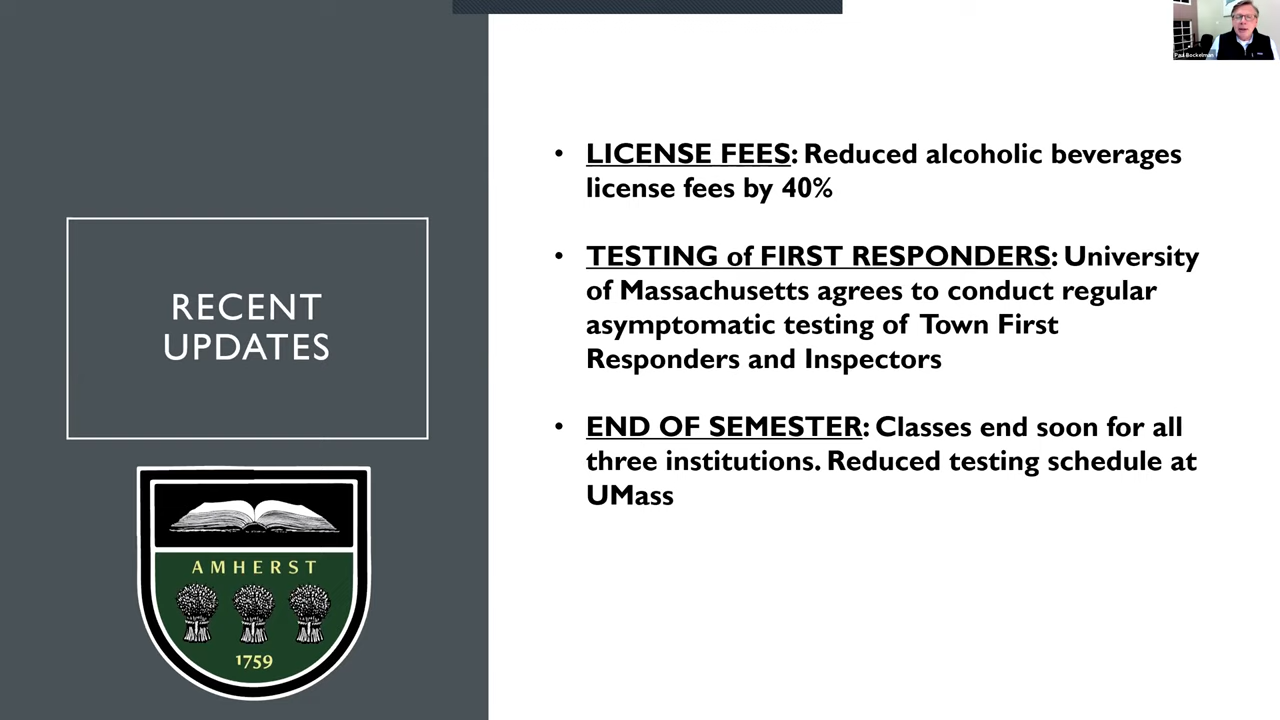 Paul Bockelman
• LICENSE FEES: Reduced alcoholic beverages
license fees by 40%
• TESTING of FIRST RESPONDERS: University
of Massachusetts agrees to conduct regular
asymptomatic testing of Town First
Responders and Inspectors
• END OF SEMESTER: Classes end soon for all
three institutions. Reduced testing schedule at
UMass
RECENT
UPDATES
AMHERST
1759